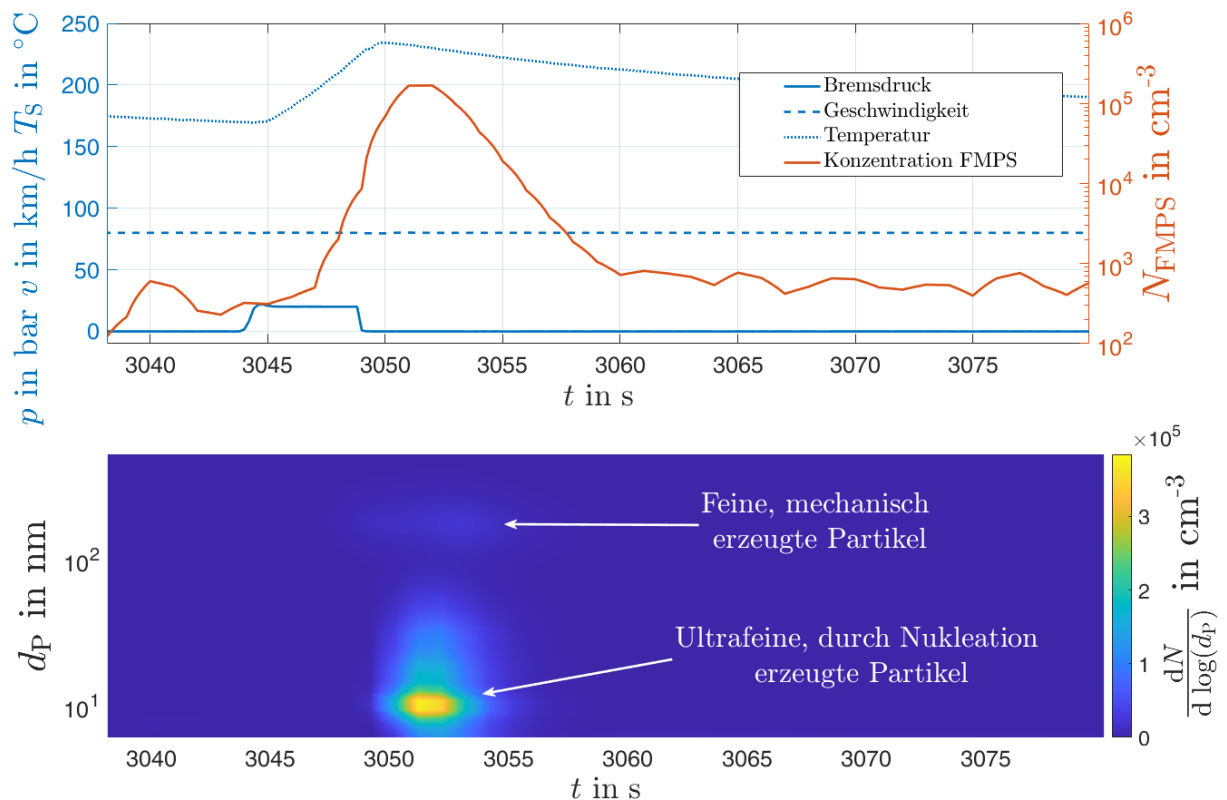 p in bar v in km/h T_S in °C
250
200
150
100
50
0
3040 3045 3050 3055 3060 3065 3070 3075
t in s
Bremsdruck
Geschwindigkeit
Temperatur
Konzentration FMPS
10^6
10^5
10^4
10^3
10^2
N_FMPS in cm^-3
d_P in nm
10^2
10^1
Feine, mechanisch
erzeugte Partikel
Ultrafeine, durch Nukleation
erzeugte Partikel
3040 3045 3050 3055 3060 3065 3070 3075
t in s
×10^5
3
2
1
0
dN / d log(d_P) in cm^-3